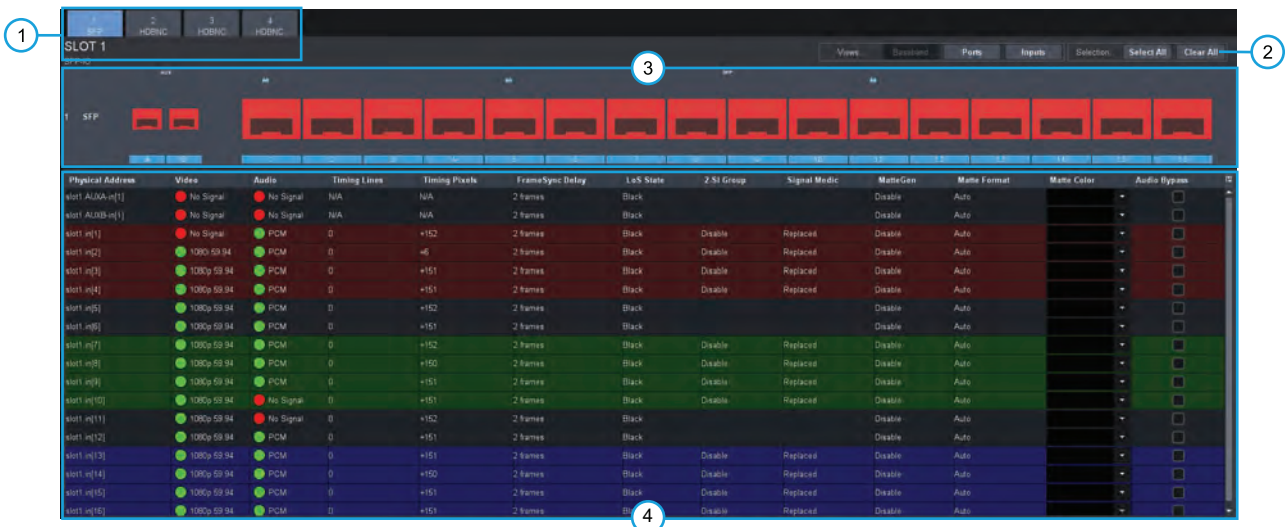 1 2 3 4
SFP HDBNC HDBNC HDBNC
1
SLOT 1
SFP-IO
Views Baseband Ports Inputs Selection Select All Clear All
2
3
AUX SFP
1 SFP
Physical Address Video Audio Timing Lines Timing Pixels FrameSync Delay LoS State 2-SI Group Signal Medic MatteGen Matte Format Matte Color Audio Bypass
slot1.AUXA-in[1] No Signal No Signal N/A N/A 2 frames Black Disable Auto
slot1.AUXB-in[1] No Signal No Signal N/A N/A 2 frames Black Disable Auto
slot1.in[1] No Signal PCM 0 +152 2 frames Black Disable Replaced Disable Auto
slot1.in[2] 1080i 59.94 PCM 0 +6 2 frames Black Disable Replaced Disable Auto
slot1.in[3] 1080p 59.94 PCM 0 +151 2 frames Black Disable Replaced Disable Auto
slot1.in[4] 1080p 59.94 PCM 0 +151 2 frames Black Disable Replaced Disable Auto
slot1.in[5] 1080p 59.94 PCM 0 +152 2 frames Black Disable Auto
slot1.in[6] 1080p 59.94 PCM 0 +151 2 frames Black Disable Auto
slot1.in[7] 1080p 59.94 PCM 0 +152 2 frames Black Disable Replaced Disable Auto
slot1.in[8] 1080p 59.94 PCM 0 +150 2 frames Black Disable Replaced Disable Auto
slot1.in[9] 1080p 59.94 PCM 0 +151 2 frames Black Disable Replaced Disable Auto
slot1.in[10] 1080p 59.94 No Signal 0 +151 2 frames Black Disable Replaced Disable Auto
slot1.in[11] 1080p 59.94 No Signal 0 +152 2 frames Black Disable Auto
slot1.in[12] 1080p 59.94 PCM 0 +151 2 frames Black Disable Auto
slot1.in[13] 1080p 59.94 PCM 0 +151 2 frames Black Disable Replaced Disable Auto
slot1.in[14] 1080p 59.94 PCM 0 +150 2 frames Black Disable Replaced Disable Auto
slot1.in[15] 1080p 59.94 PCM 0 +151 2 frames Black Disable Replaced Disable Auto
slot1.in[16] 1080p 59.94 PCM 0 +151 2 frames Disable Replaced Disable Auto
4